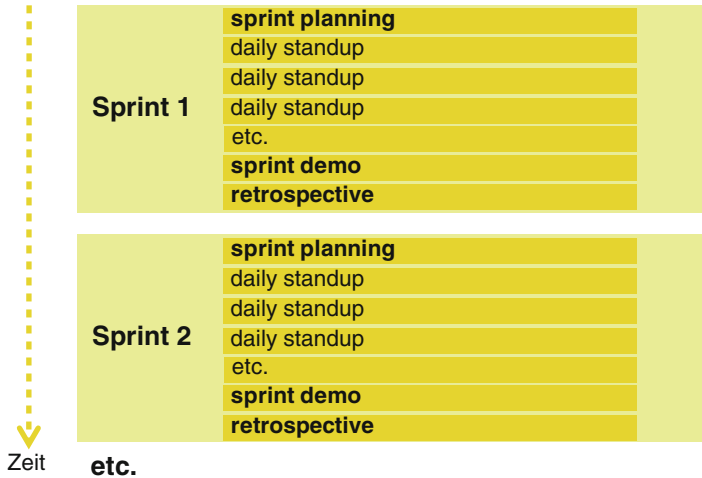 Sprint 1
sprint planning
daily standup
daily standup
daily standup
etc.
sprint demo
retrospective
Sprint 2
sprint planning
daily standup
daily standup
daily standup
etc.
sprint demo
retrospective
Zeit
etc.